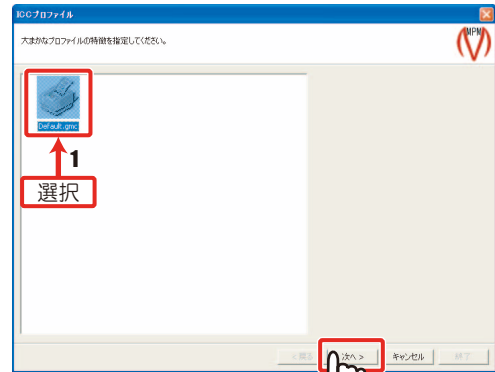 ICCプロファイル
大まかなプロファイルの特徴を指定してください。
MPM
Default.gmc
1
選択
< 戻る
次へ >
キャンセル
終了